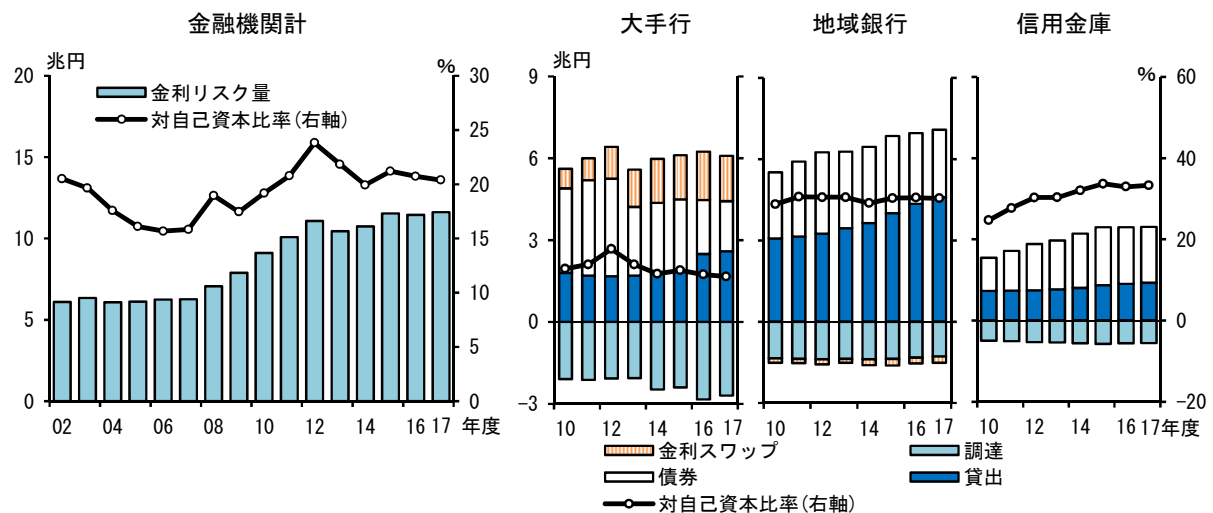 金融機関計
兆円
%
20
15
10
5
0
30
25
20
15
10
5
0
金利リスク量
対自己資本比率(右軸)
02 04 06 08 10 12 14 16 17 年度
大手行 地域銀行 信用金庫
兆円
%
9
6
3
0
-3
60
40
20
0
-20
10 12 14 16 17
10 12 14 16 17
10 12 14 16 17年度
金利スワップ 調達
債券 貸出
対自己資本比率(右軸)